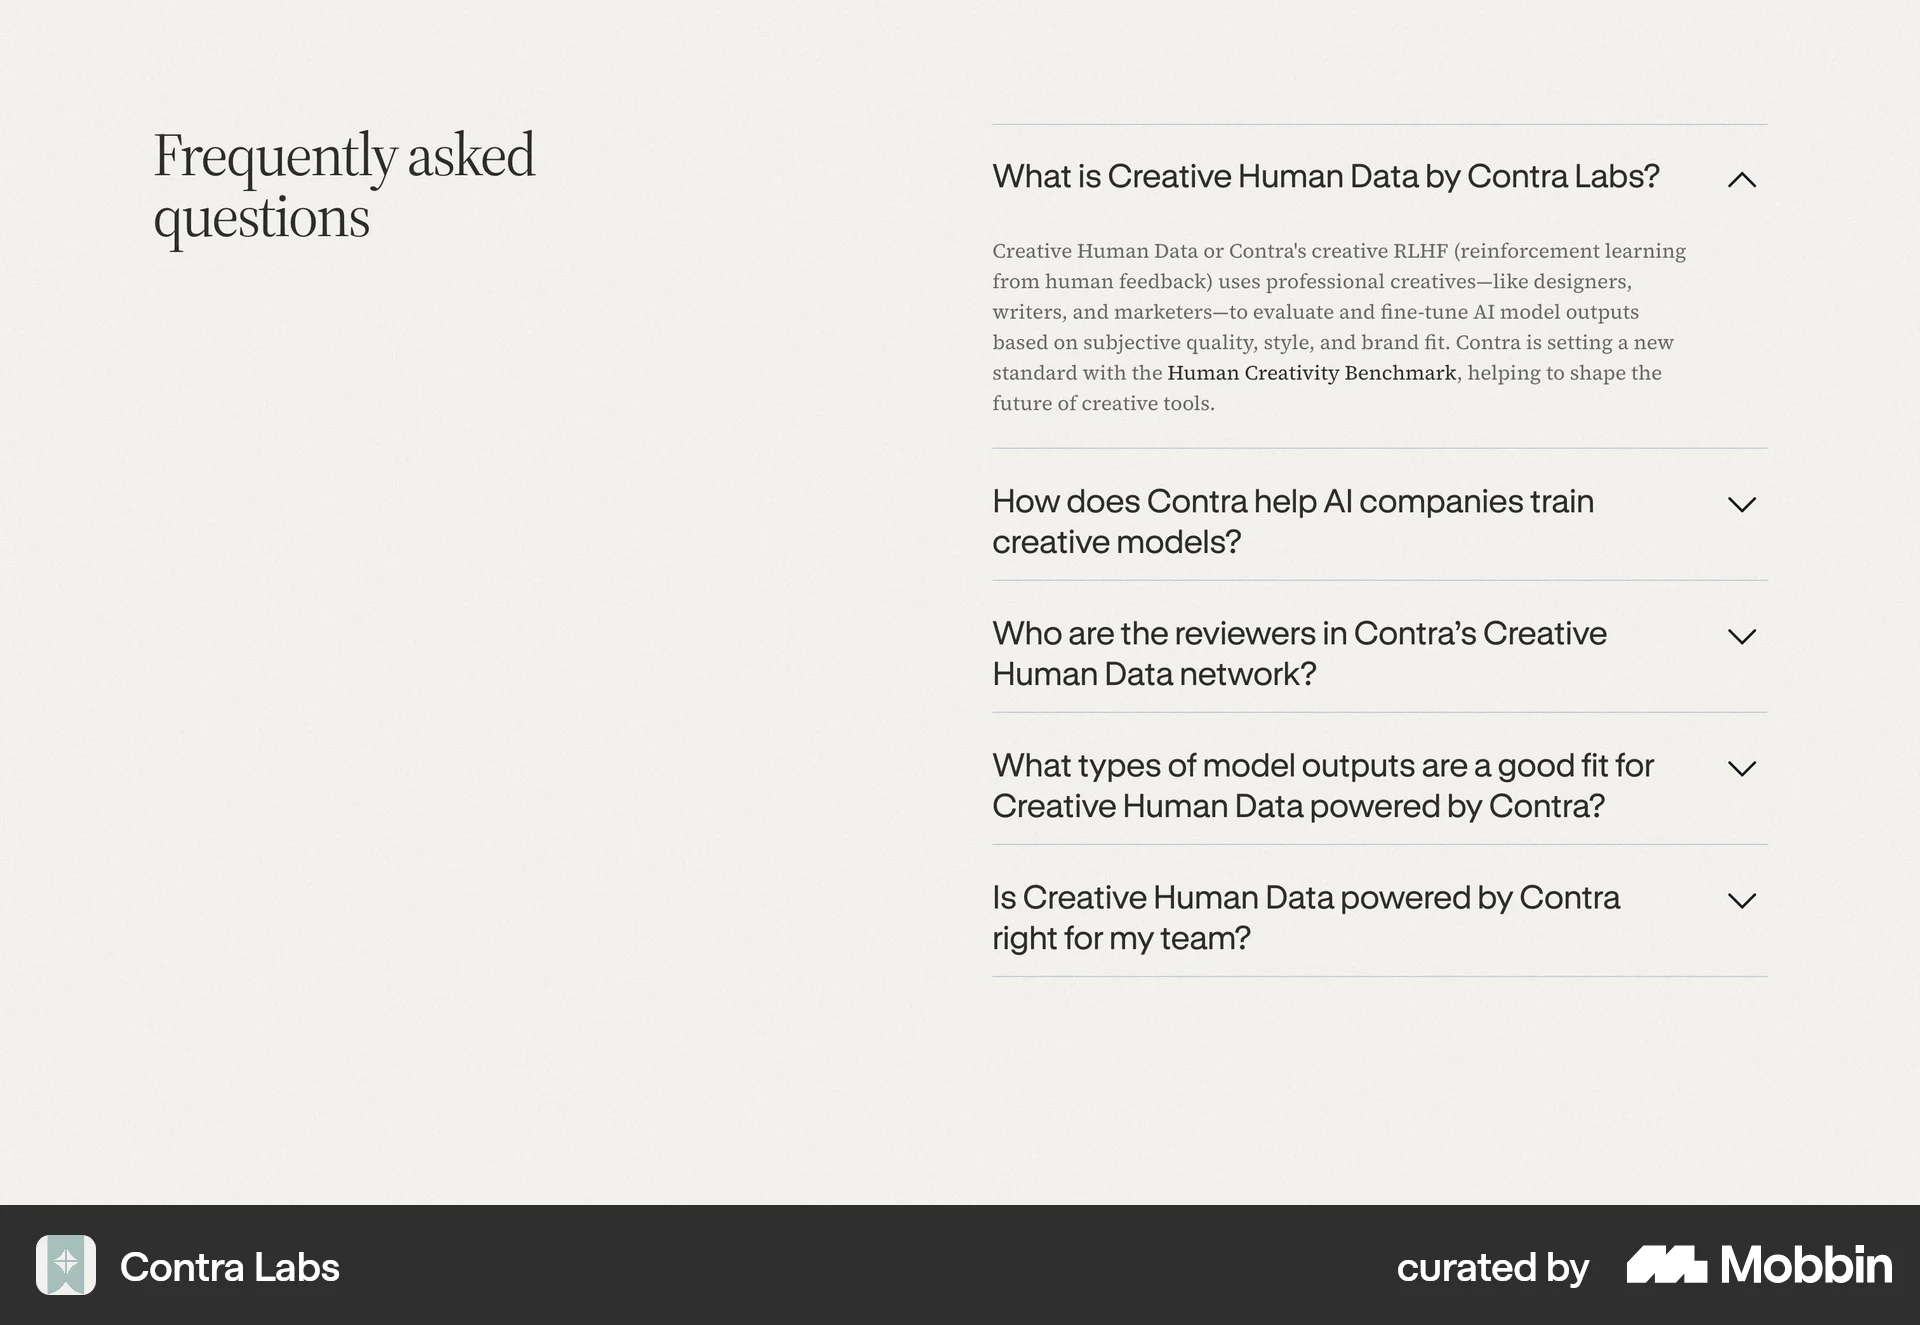 Frequently asked
questions
What is Creative Human Data by Contra Labs?
Creative Human Data or Contra's creative RLHF (reinforcement learning
from human feedback) uses professional creatives—like designers,
writers, and marketers—to evaluate and fine-tune AI model outputs
based on subjective quality, style, and brand fit. Contra is setting a new
standard with the Human Creativity Benchmark, helping to shape the
future of creative tools.
How does Contra help AI companies train
creative models?
Who are the reviewers in Contra’s Creative
Human Data network?
What types of model outputs are a good fit for
Creative Human Data powered by Contra?
Is Creative Human Data powered by Contra
right for my team?
Contra Labs
curated by Mobbin